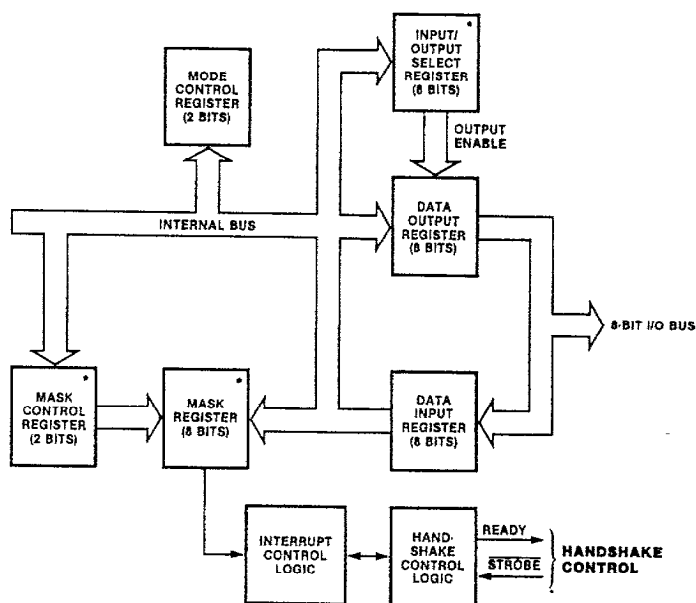 INPUT/
OUTPUT
SELECT
REGISTER
(8 BITS)
MODE
CONTROL
REGISTER
(2 BITS)
OUTPUT
ENABLE
DATA
OUTPUT
REGISTER
(8 BITS)
INTERNAL BUS
8-BIT I/O BUS
MASK
CONTROL
REGISTER
(2 BITS)
MASK
REGISTER
(8 BITS)
DATA
INPUT
REGISTER
(8 BITS)
INTERRUPT
CONTROL
LOGIC
HAND-
SHAKE
CONTROL
LOGIC
READY
STROBE
HANDSHAKE
CONTROL